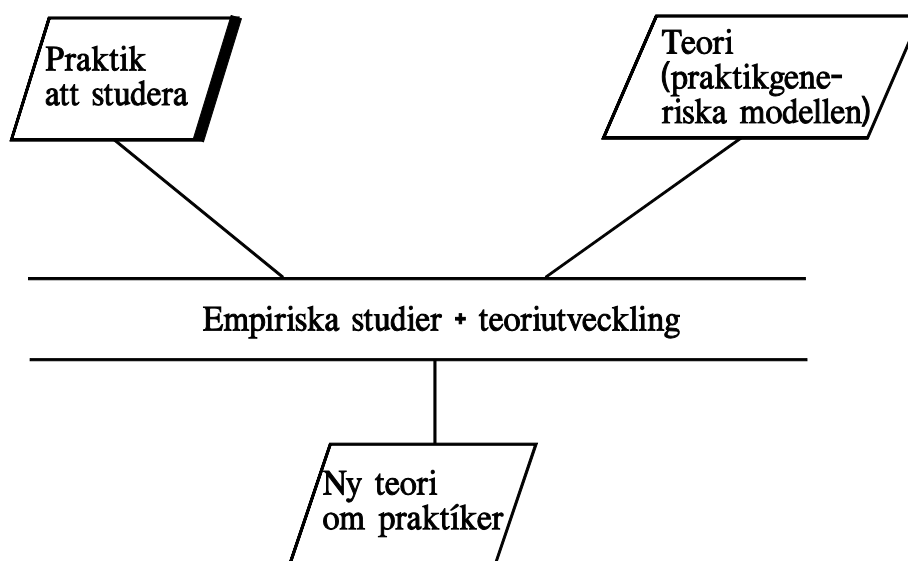 Praktik
att studera
Teori
(praktikgene-
riska modellen)
Empiriska studier + teoriutveckling
Ny teori
om praktíker